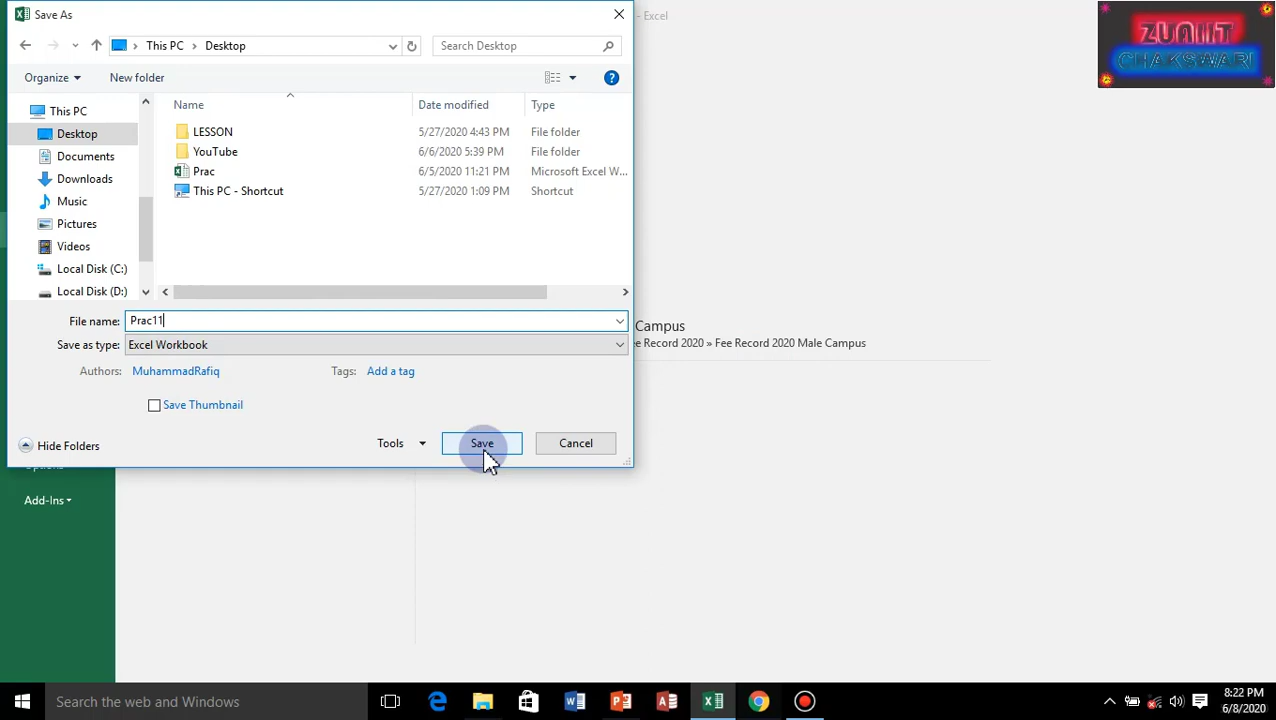 Save As
- Excel
ZUAIIT
CHAKSWARI
This PC
Desktop
Search Desktop
Organize
New folder
Name
Date modified
Type
This PC
Desktop
Documents
Downloads
Music
Pictures
Videos
Local Disk (C:)
Local Disk (D:)
LESSON 5/27/2020 4:43 PM File folder
YouTube 6/6/2020 5:39 PM File folder
Prac 6/5/2020 11:21 PM Microsoft Excel W...
This PC - Shortcut 5/27/2020 1:09 PM Shortcut
File name: Prac11
Save as type: Excel Workbook
Authors: MuhammadRafiq Tags: Add a tag
Save Thumbnail
Hide Folders
Tools
Save
Cancel
Campus
ee Record 2020 » Fee Record 2020 Male Campus
Add-Ins
Search the web and Windows
8:22 PM
6/8/2020